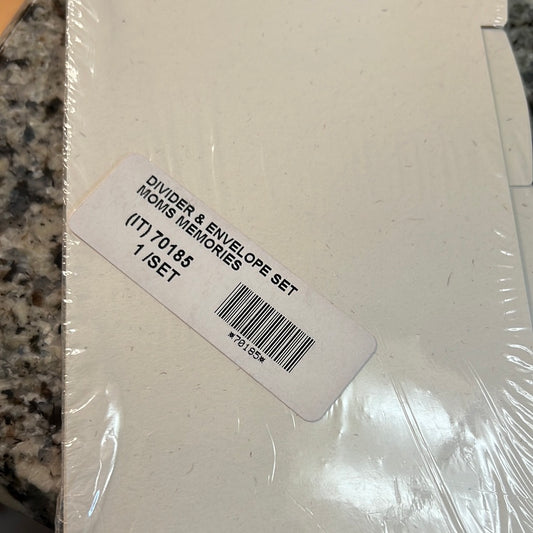 DIVIDER & ENVELOPE SET
MOMS MEMORIES
(IT) 70185
1 /SET
*70185*